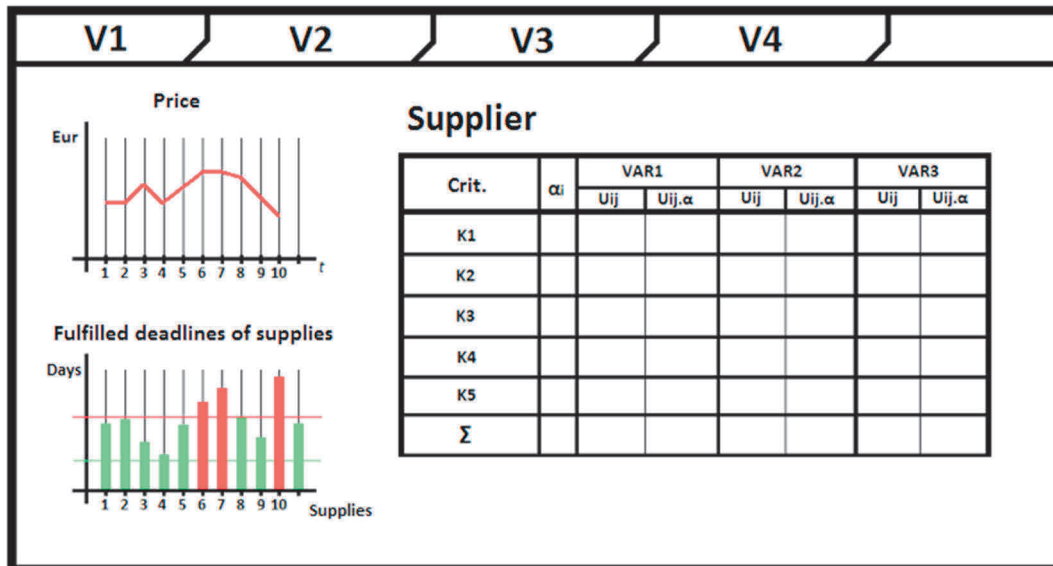 V1 V2 V3 V4
Price
Eur
1 2 3 4 5 6 7 8 9 10 t
Fulfilled deadlines of supplies
Days
1 2 3 4 5 6 7 8 9 10 Supplies
Supplier
Crit. αi VAR1 VAR2 VAR3
Uij Uij.α Uij Uij.α Uij Uij.α
K1
K2
K3
K4
K5
Σ